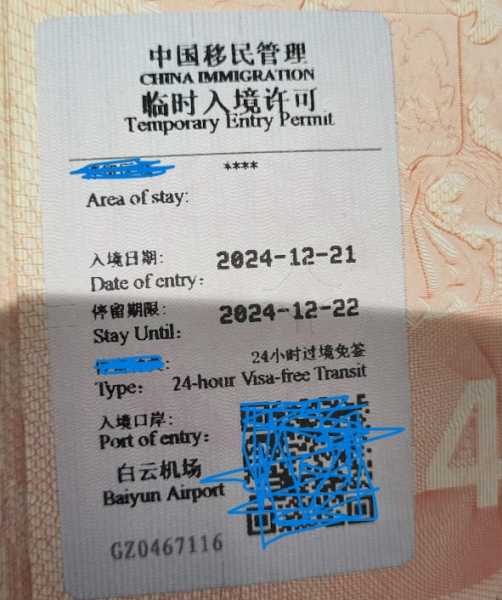 中国移民管理
CHINA IMMIGRATION
临时入境许可
Temporary Entry Permit
****
Area of stay:
入境日期: 2024-12-21
Date of entry:
停留期限: 2024-12-22
Stay Until:
: 24小时过境免签
Type: 24-hour Visa-free Transit
入境口岸:
Port of entry:
白云机场
Baiyun Airport
GZ0467116
4